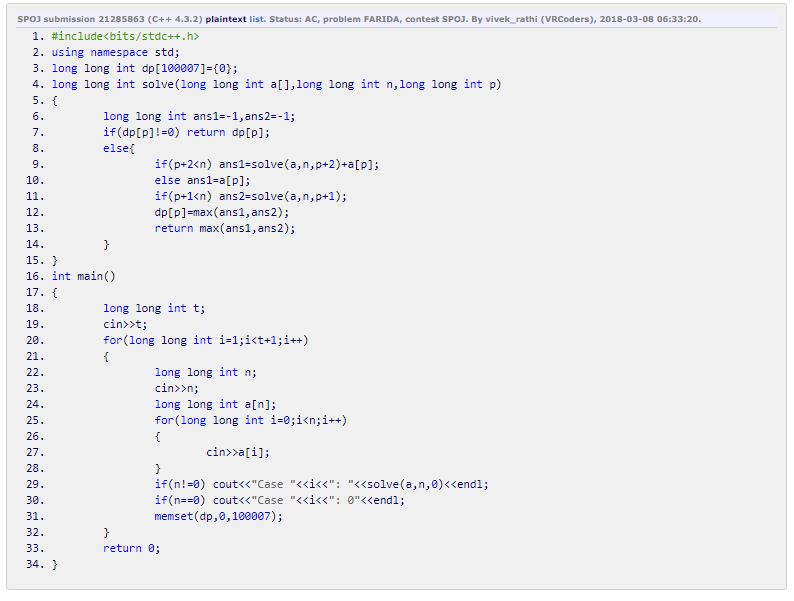 SPOJ submission 21285863 (C++ 4.3.2) plaintext list. Status: AC, problem FARIDA, contest SPOJ. By vivek_rathi (VRCoders), 2018-03-08 06:33:20.
1. #include<bits/stdc++.h>
2. using namespace std;
3. long long int dp[100007]={0};
4. long long int solve(long long int a[],long long int n,long long int p)
5. {
6.         long long int ans1=-1,ans2=-1;
7.         if(dp[p]!=0) return dp[p];
8.         else{
9.                 if(p+2<n) ans1=solve(a,n,p+2)+a[p];
10.                 else ans1=a[p];
11.                 if(p+1<n) ans2=solve(a,n,p+1);
12.                 dp[p]=max(ans1,ans2);
13.                 return max(ans1,ans2);
14.         }
15. }
16. int main()
17. {
18.         long long int t;
19.         cin>>t;
20.         for(long long int i=1;i<t+1;i++)
21.         {
22.                 long long int n;
23.                 cin>>n;
24.                 long long int a[n];
25.                 for(long long int i=0;i<n;i++)
26.                 {
27.                         cin>>a[i];
28.                 }
29.                 if(n!=0) cout<<"Case "<<i<<": "<<solve(a,n,0)<<endl;
30.                 if(n==0) cout<<"Case "<<i<<": 0"<<endl;
31.                 memset(dp,0,100007);
32.         }
33.         return 0;
34. }